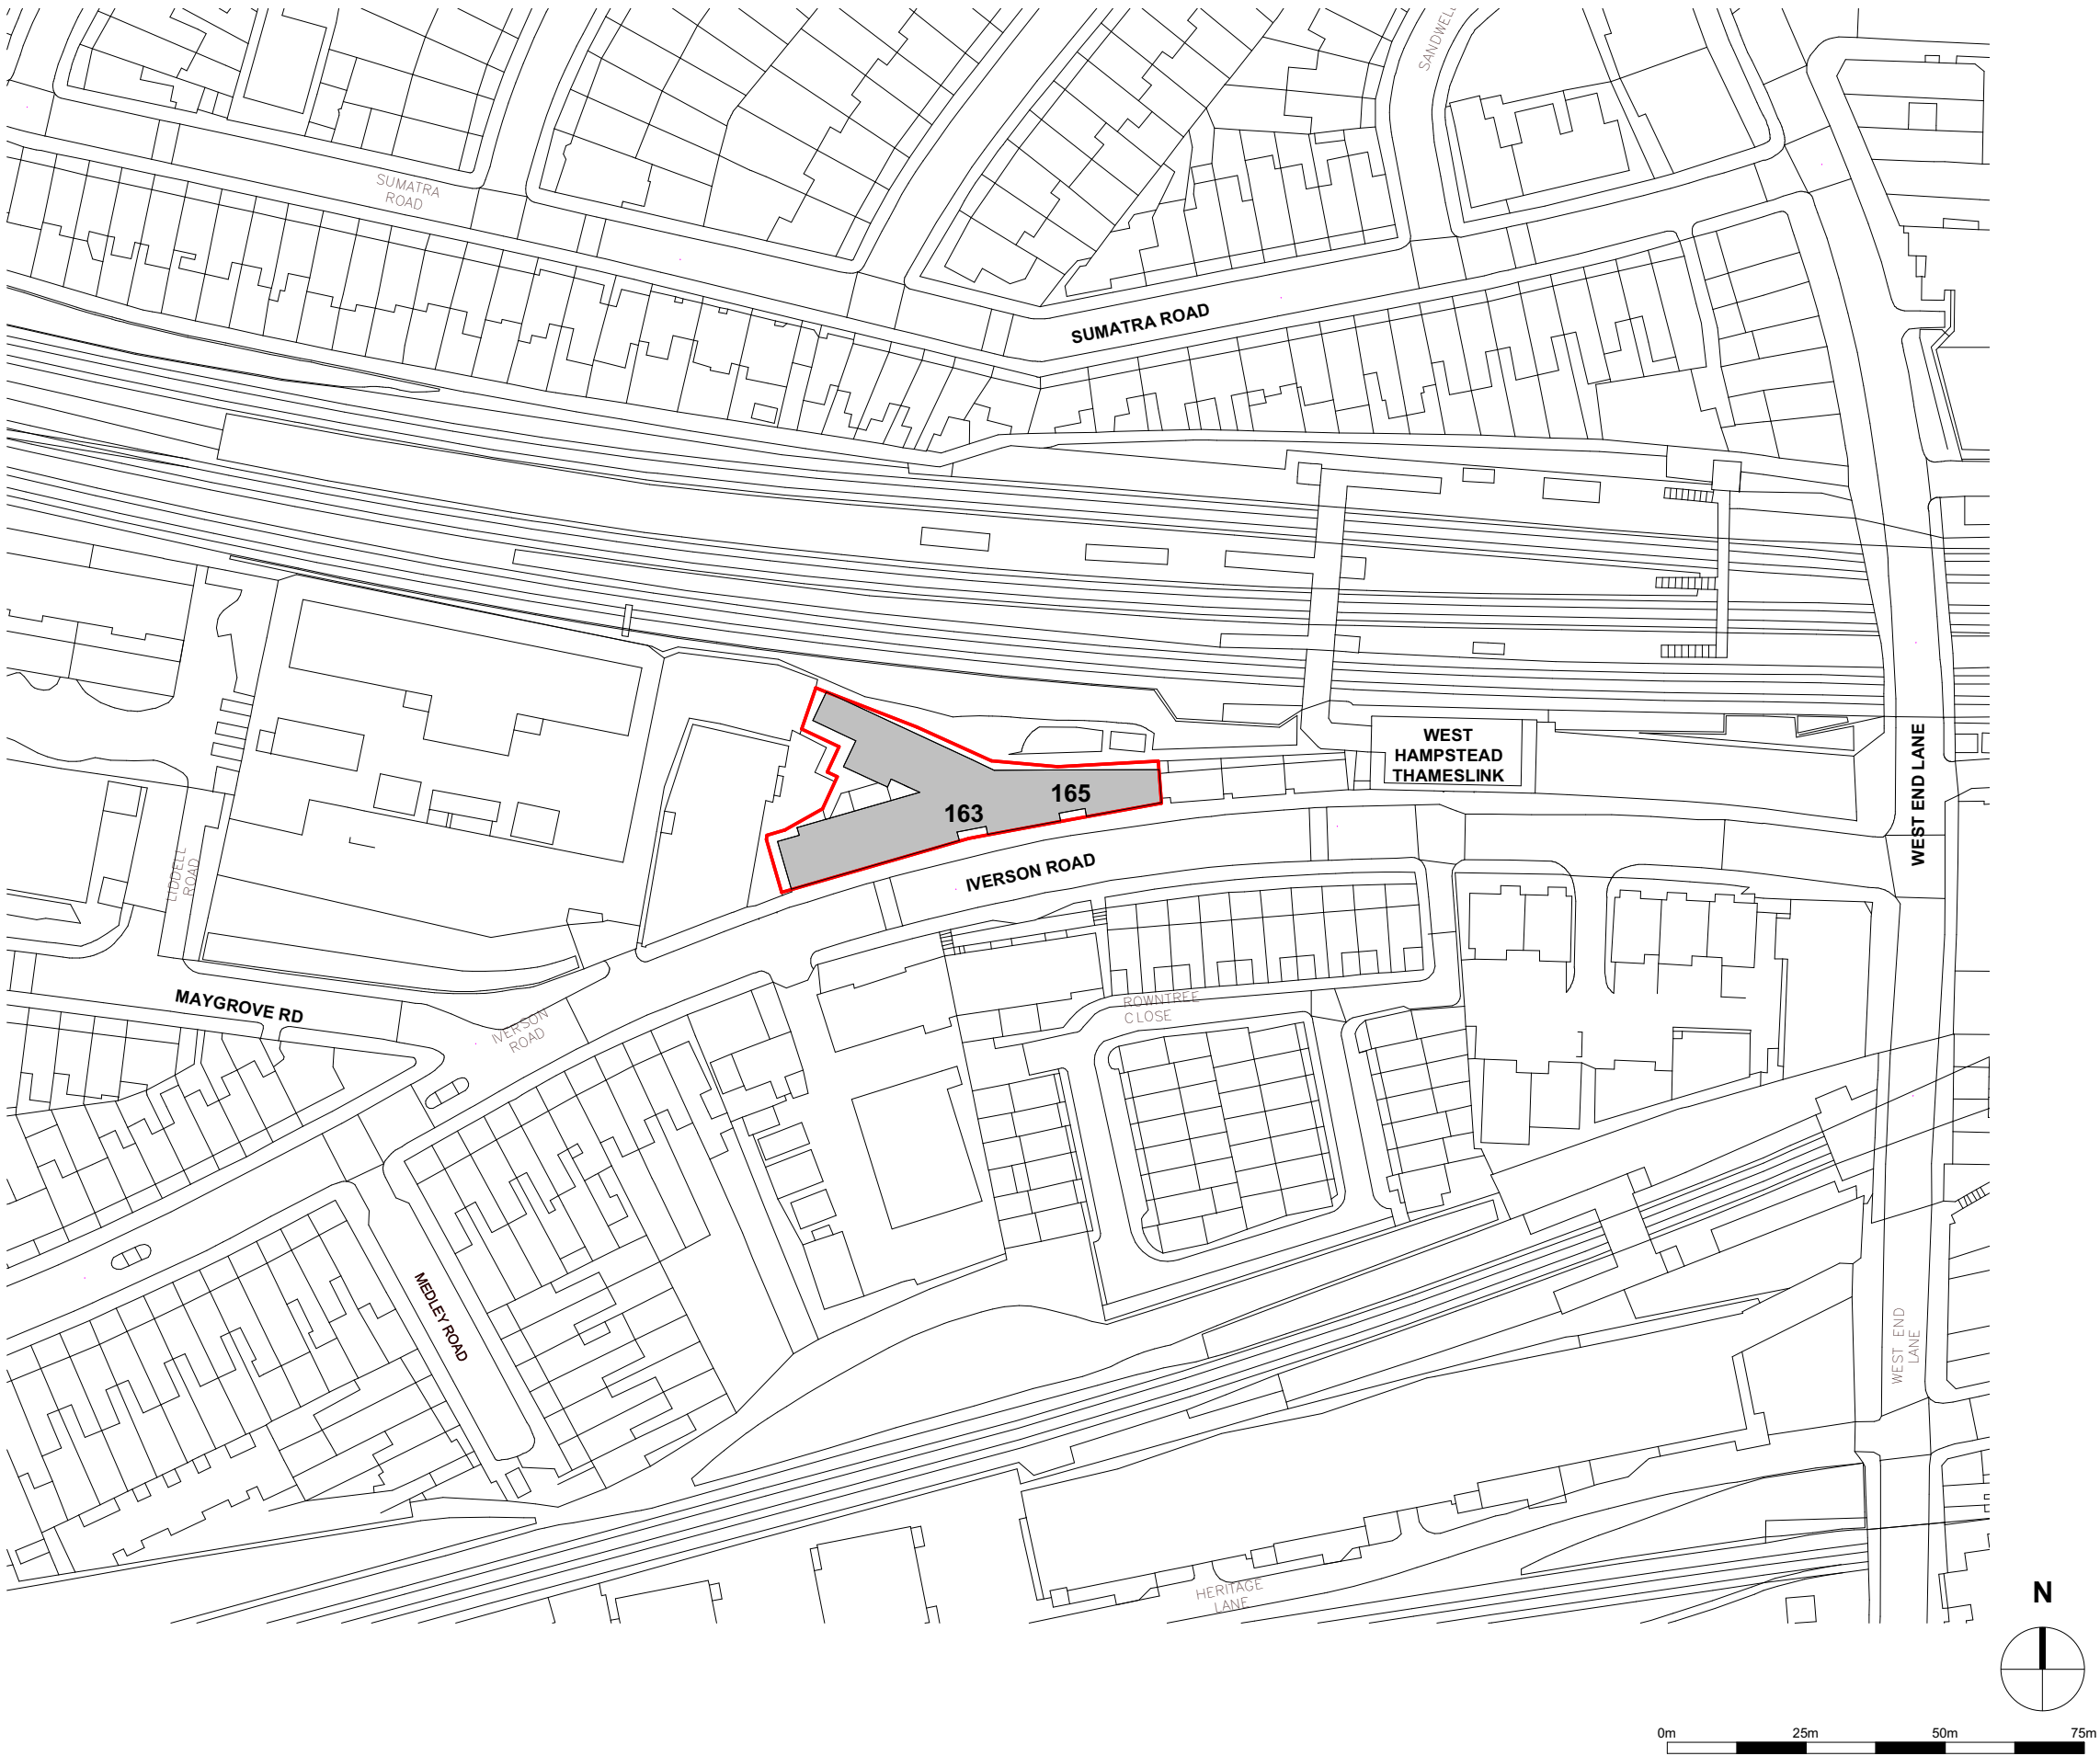 SANDWELL
SUMATRA
ROAD
SUMATRA ROAD
WEST
HAMPSTEAD
THAMESLINK
WEST END LANE
163
165
IVERSON ROAD
LIDDELL
ROAD
MAYGROVE RD
IVERSON
ROAD
ROWNTREE
CLOSE
MEDLEY ROAD
WEST END
LANE
HERITAGE
LANE
N
0m
25m
50m
75m